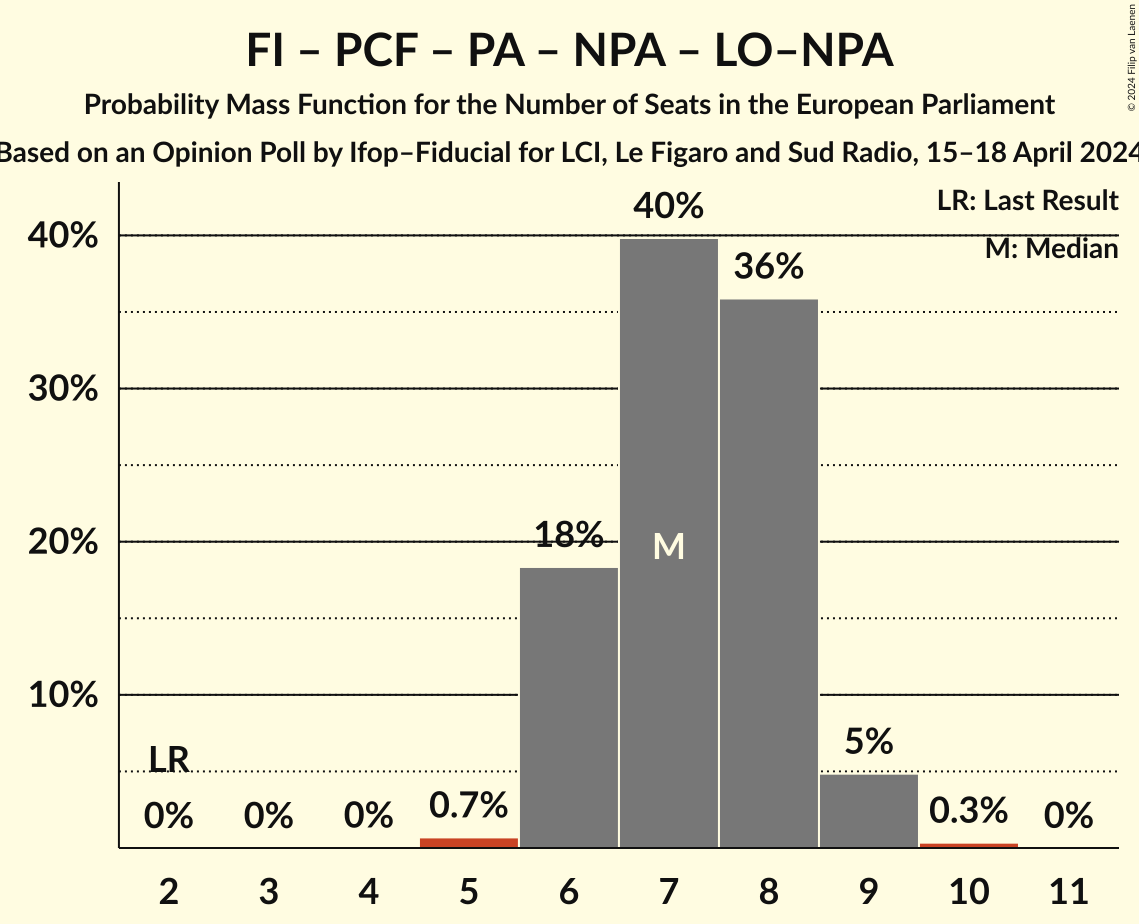 FI – PCF – PA – NPA – LO–NPA
Probability Mass Function for the Number of Seats in the European Parliament
Based on an Opinion Poll by Ifop–Fiducial for LCI, Le Figaro and Sud Radio, 15–18 April 2024
© 2024 Filip van Laenen
LR: Last Result
M: Median
40%
30%
20%
10%
LR
0%
0%
0%
0.7%
18%
40%
M
36%
5%
0.3%
0%
2 3 4 5 6 7 8 9 10 11